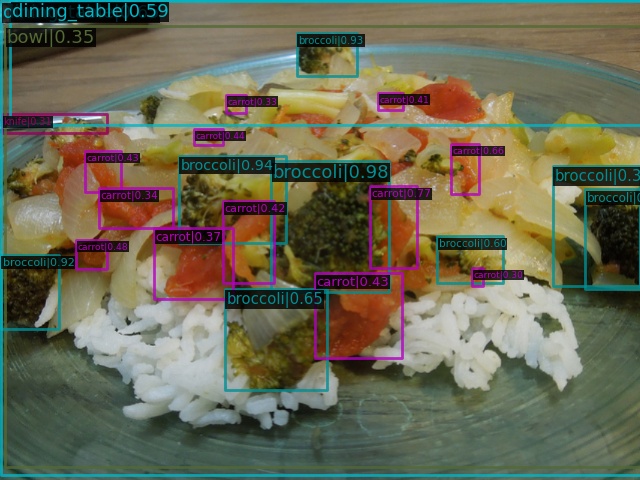 dining_table|0.59
bowl|0.35
broccoli|0.93
carrot|0.33
carrot|0.41
knife|0.31
carrot|0.44
carrot|0.43
carrot|0.66
broccoli|0.94
broccoli|0.98
broccoli|0.3
carrot|0.34
carrot|0.77
carrot|0.42
carrot|0.37
carrot|0.48
broccoli|0.60
broccoli|0.92
carrot|0.30
carrot|0.43
broccoli|0.65